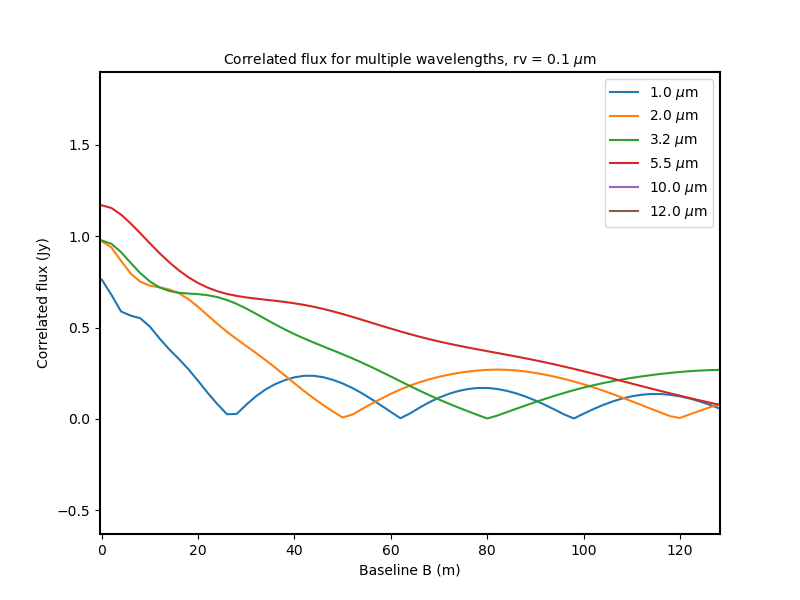 Correlated flux for multiple wavelengths, rv = 0.1 μm
1.0 μm
2.0 μm
3.2 μm
5.5 μm
10.0 μm
12.0 μm
1.5
1.0
0.5
0.0
−0.5
Correlated flux (Jy)
0 20 40 60 80 100 120
Baseline B (m)